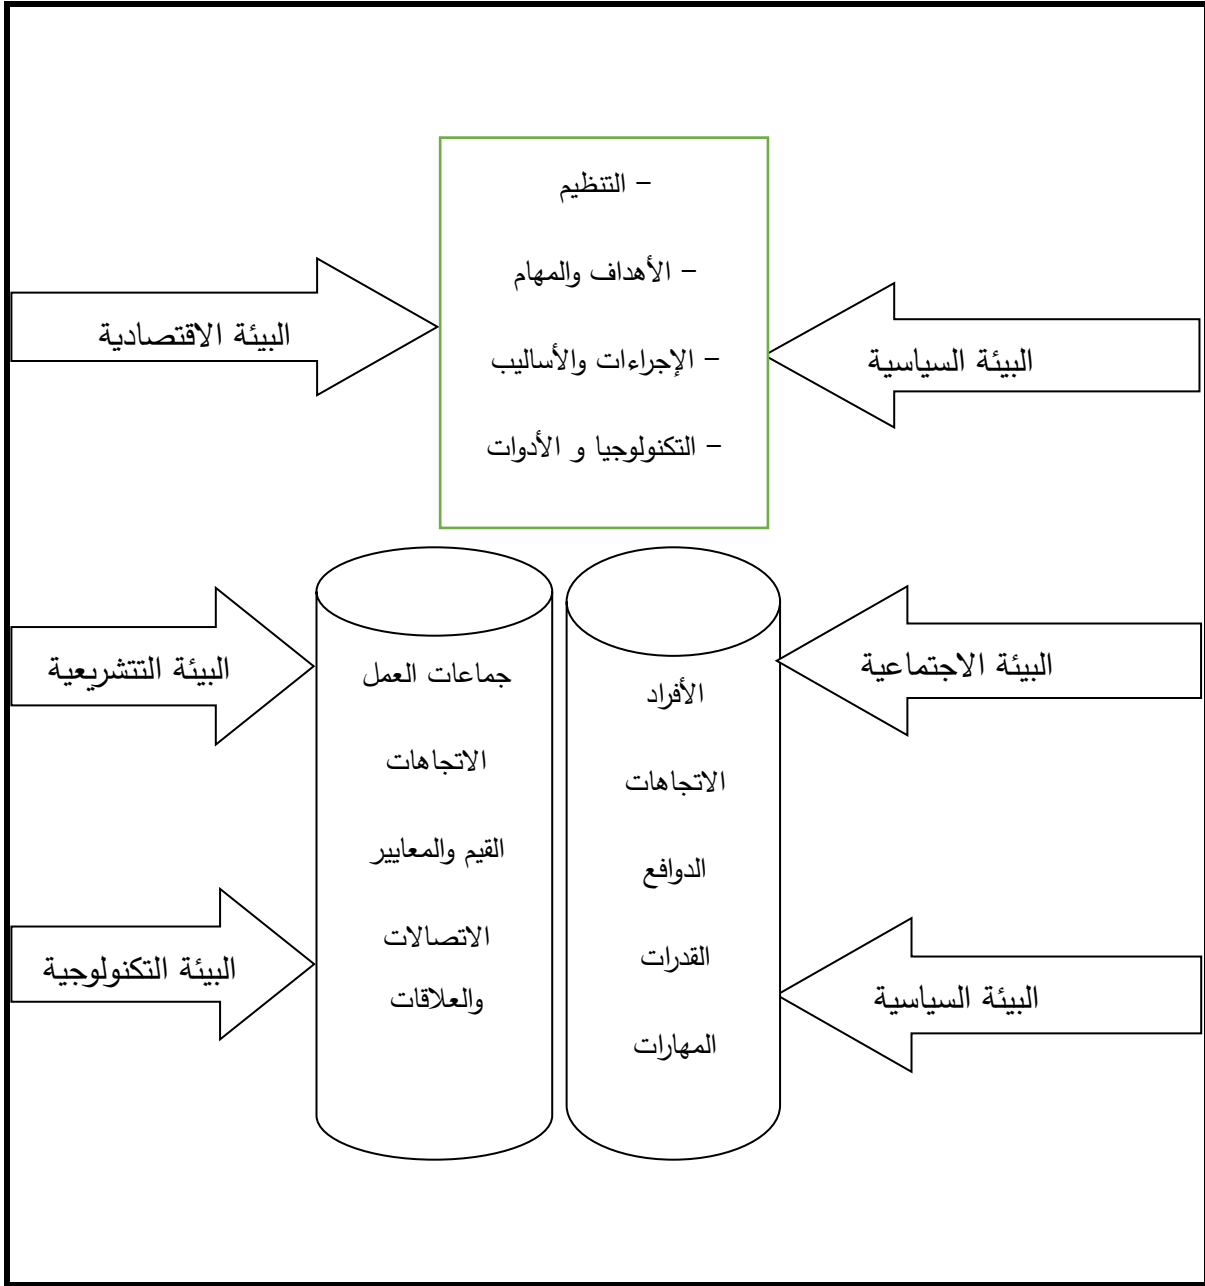 - التنظيم
- الأهداف والمهام
- الإجراءات والأساليب
- التكنولوجيا و الأدوات
البيئة السياسية
البيئة الاقتصادية
البيئة الاجتماعية
الأفراد
الاتجاهات
الدوافع
القدرات
المهارات
البيئة السياسية
جماعات العمل
الاتجاهات
القيم والمعايير
الاتصالات
والعلاقات
البيئة التتشريعية
البيئة التكنولوجية